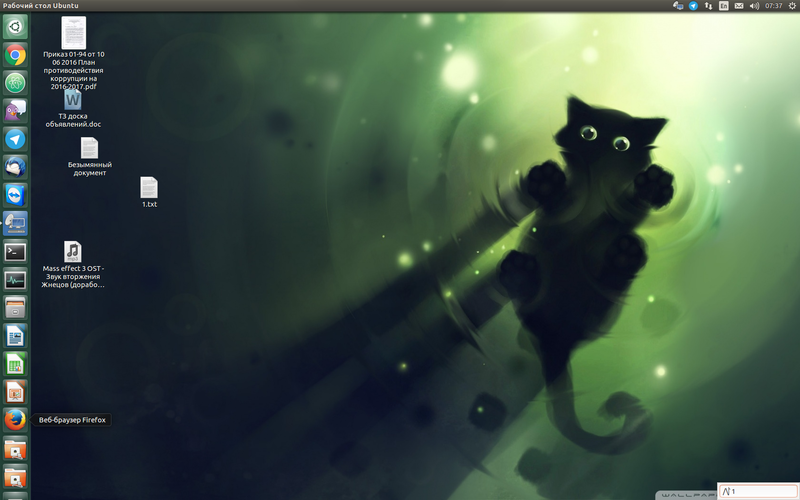 Рабочий стол Ubuntu
En
07:37
Приказ 01-94 от 10
06 2016 План
противодействия
коррупции на
2016-2017.pdf
W
ТЗ доска
объявлений.doc
Безымянный
документ
1.txt
mp3
Mass effect 3 OST -
Звук вторжения
Жнецов (дорабо...
Веб-браузер Firefox
1